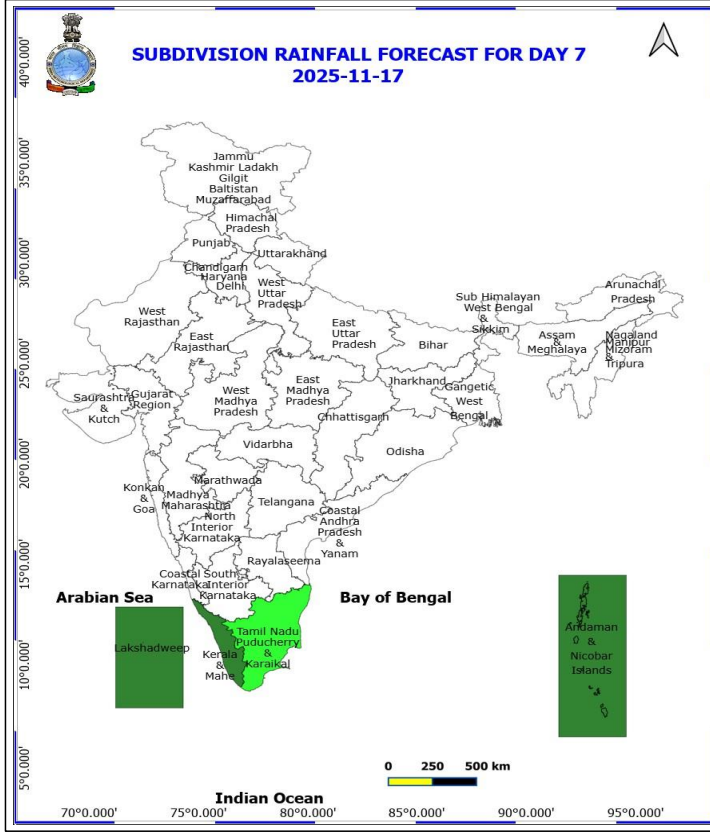 SUBDIVISION RAINFALL FORECAST FOR DAY 7
2025-11-17
40°0.000'
35°0.000'
30°0.000'
25°0.000'
20°0.000'
15°0.000'
10°0.000'
5°0.000'
Jammu
Kashmir Ladakh
Gilgit
Baltistan
Muzaffarabad
Himachal
Pradesh
Punjab
Uttarakhand
Chandigarh
Haryana
Delhi
West
Uttar
Pradesh
Arunachal
Pradesh
Sub Himalayan
West Bengal
&
Sikkim
West
Rajasthan
East
Rajasthan
East
Uttar
Pradesh
Bihar
Assam
&
Meghalaya
Nagaland
Manipur
Mizoram
&
Tripura
Saurashtra
&
Kutch
Gujarat
Region
West
Madhya
Pradesh
East
Madhya
Pradesh
Jharkhand
Gangetic
West
Bengal
Chhattisgarh
Vidarbha
Odisha
Konkan
&
Goa
Marathwada
Madhya
Maharashtra
Telangana
North
Interior
Karnataka
Coastal
Andhra
Pradesh
&
Yanam
Rayalaseema
Coastal
Karnataka
South
Interior
Karnataka
Arabian Sea
Bay of Bengal
Lakshadweep
Kerala
&
Mahe
Tamil Nadu
Puducherry
&
Karaikal
Andaman
&
Nicobar
Islands
0 250 500 km
Indian Ocean
70°0.000' 75°0.000' 80°0.000' 85°0.000' 90°0.000' 95°0.000'